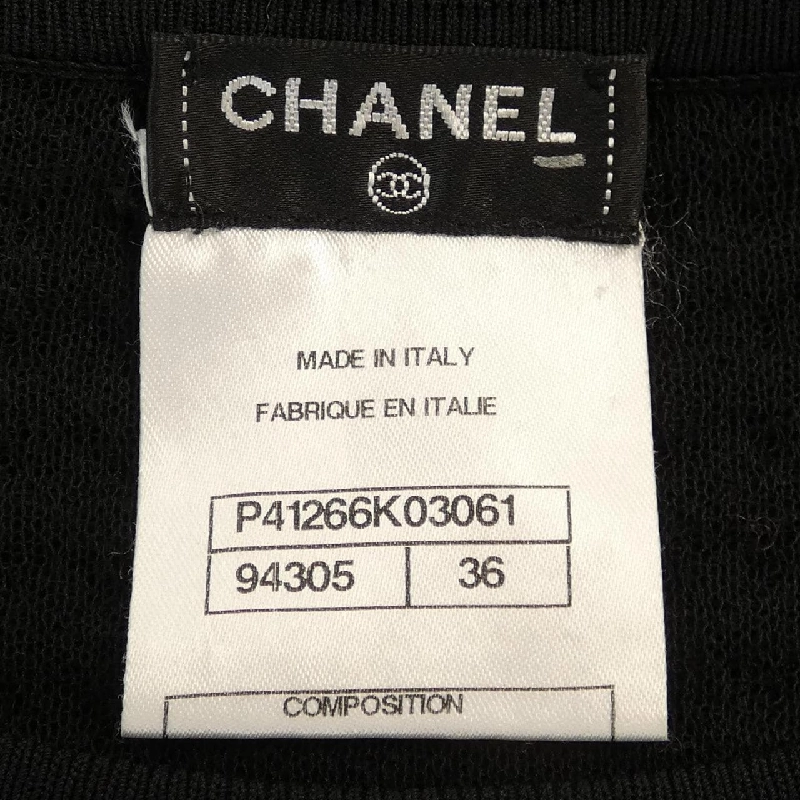 CHANEL
MADE IN ITALY
FABRIQUE EN ITALIE
P41266K03061
94305 36
COMPOSITION